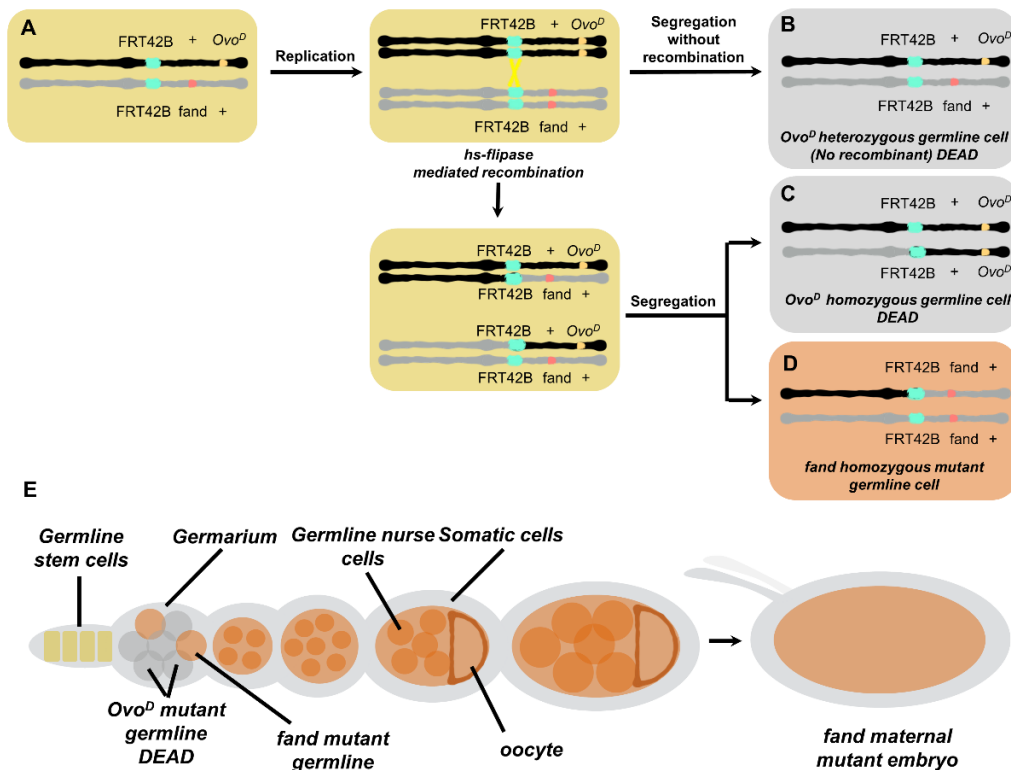 A
FRT42B + Ovo^D
FRT42B fand +
Replication
FRT42B + Ovo^D
FRT42B fand +
hs-flipase
mediated recombination
Segregation
without
recombination
B
FRT42B + Ovo^D
FRT42B fand +
Ovo^D heterozygous germline cell
(No recombinant) DEAD
FRT42B + Ovo^D
FRT42B fand +
FRT42B + Ovo^D
FRT42B fand +
Segregation
C
FRT42B + Ovo^D
FRT42B + Ovo^D
Ovo^D homozygous germline cell
DEAD
D
FRT42B fand +
FRT42B fand +
fand homozygous mutant
germline cell
E
Germline
stem cells
Germarium
Germline nurse
cells
Somatic cells
Ovo^D mutant
germline
DEAD
fand mutant
germline
oocyte
fand maternal
mutant embryo